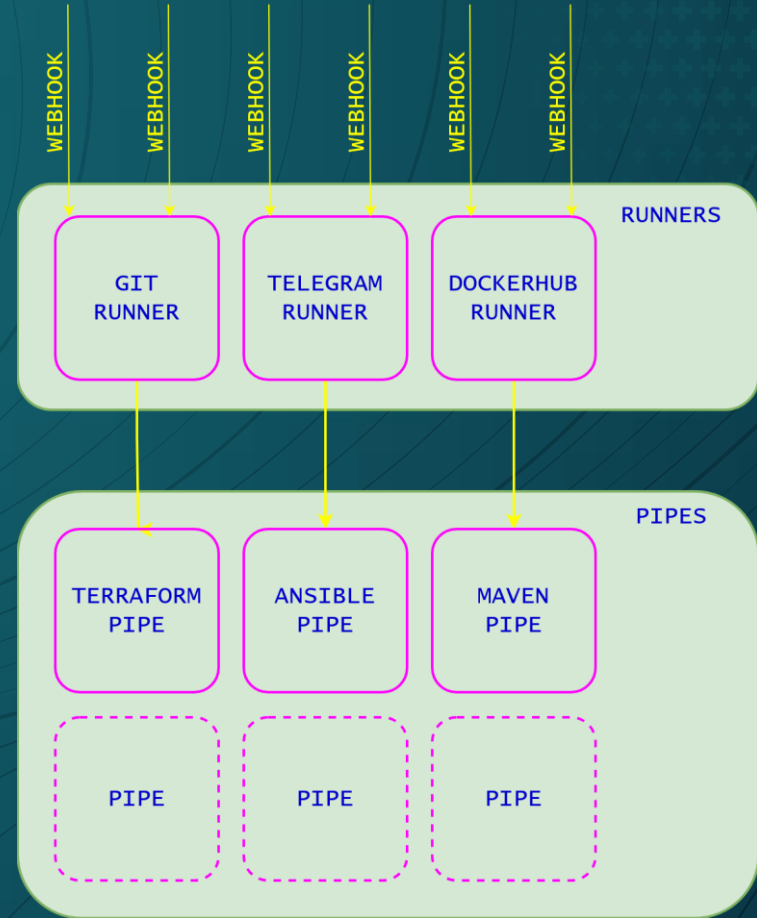 WEBHOOK
WEBHOOK
WEBHOOK
WEBHOOK
WEBHOOK
WEBHOOK
RUNNERS
GIT
RUNNER
TELEGRAM
RUNNER
DOCKERHUB
RUNNER
PIPES
TERRAFORM
PIPE
ANSIBLE
PIPE
MAVEN
PIPE
PIPE
PIPE
PIPE